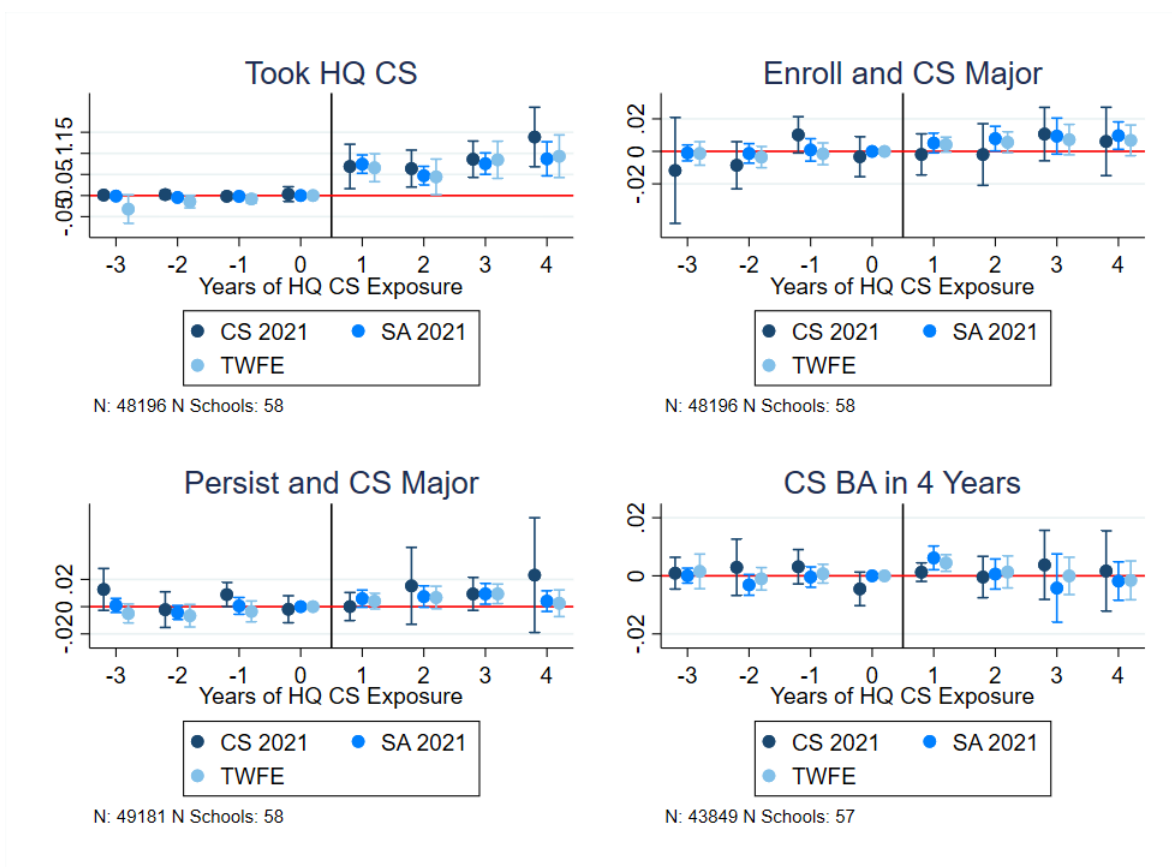 Took HQ CS
-.05 0 .05 .1 .15
-3 -2 -1 0 1 2 3 4
Years of HQ CS Exposure
CS 2021 SA 2021
TWFE
N: 48196 N Schools: 58
Enroll and CS Major
-.02 0 .02
-3 -2 -1 0 1 2 3 4
Years of HQ CS Exposure
CS 2021 SA 2021
TWFE
N: 48196 N Schools: 58
Persist and CS Major
-.02 0 .02
-3 -2 -1 0 1 2 3 4
Years of HQ CS Exposure
CS 2021 SA 2021
TWFE
N: 49181 N Schools: 58
CS BA in 4 Years
-.02 0 .02
-3 -2 -1 0 1 2 3 4
Years of HQ CS Exposure
CS 2021 SA 2021
TWFE
N: 43849 N Schools: 57